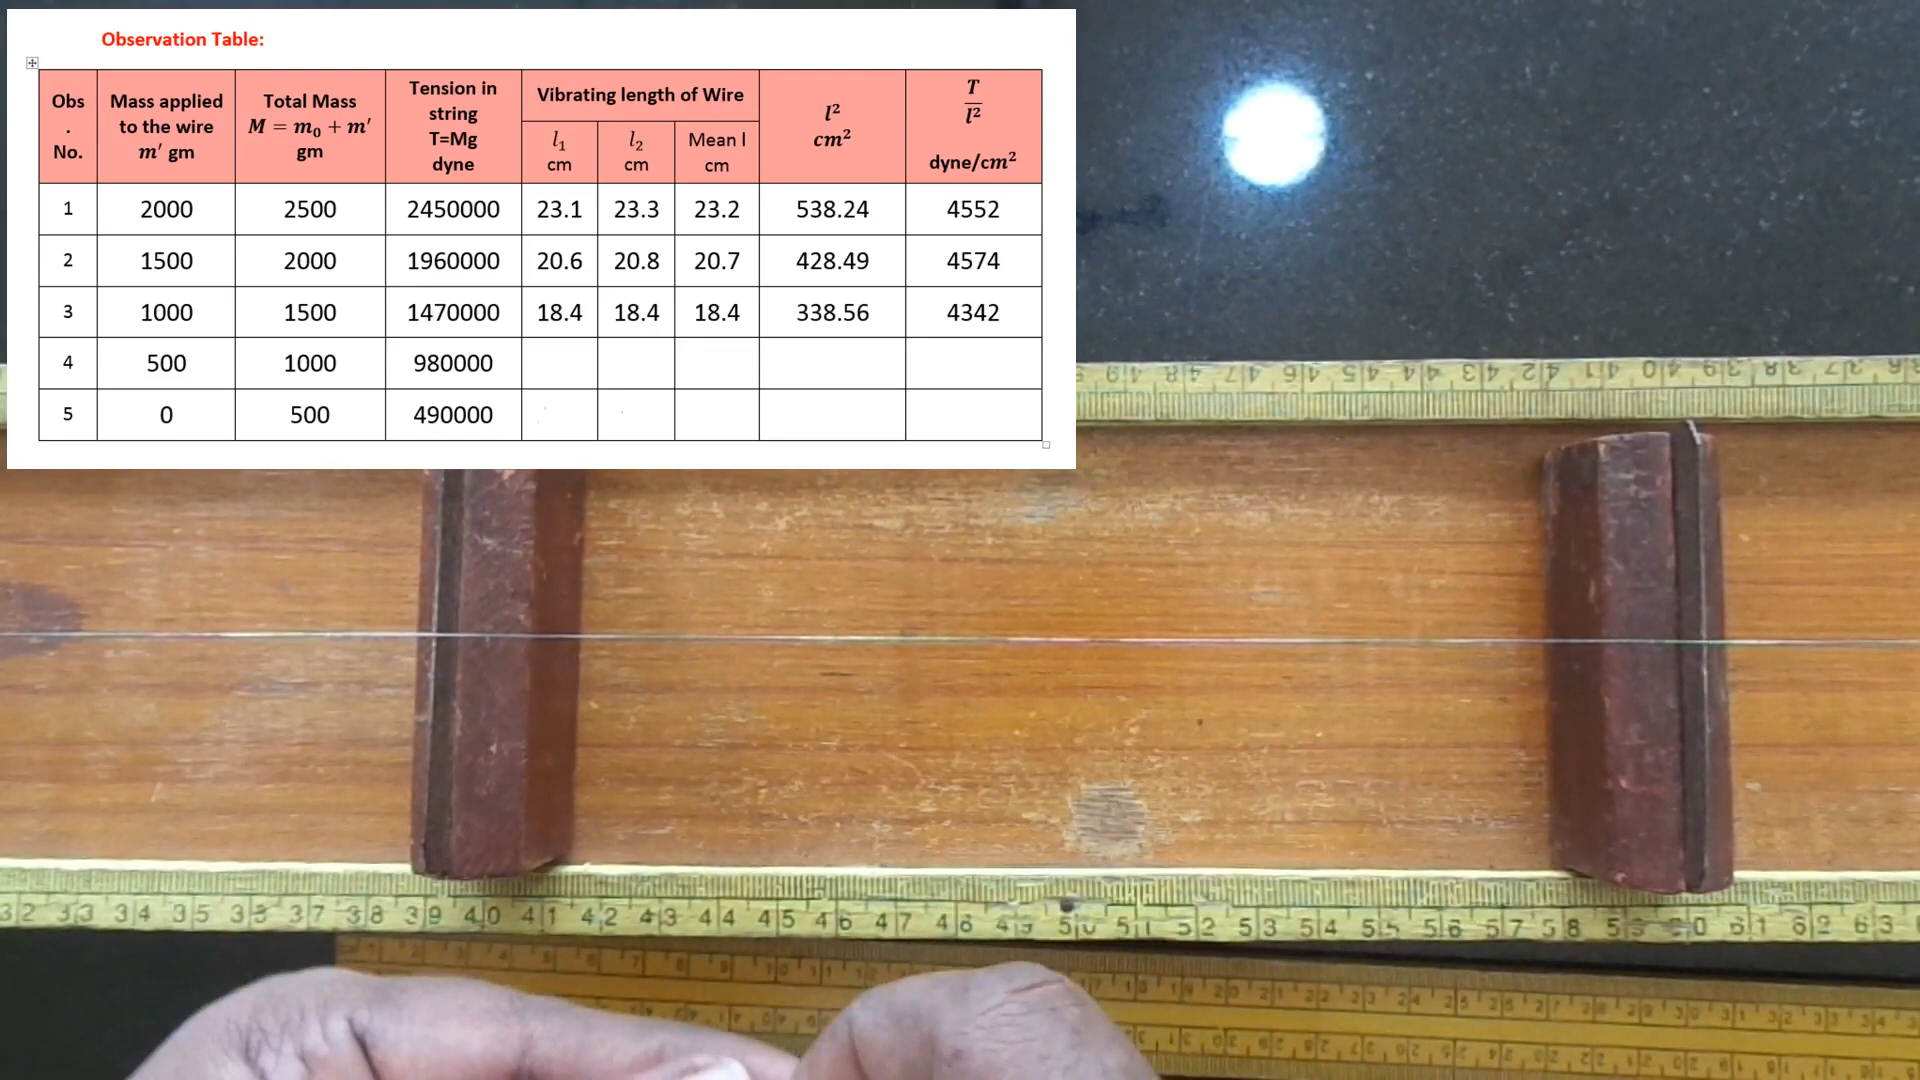 Observation Table:
Obs
.
No.
Mass applied
to the wire
m′ gm
Total Mass
M = m₀ + m′
gm
Tension in
string
T=Mg
dyne
Vibrating length of Wire
l₁
cm
l₂
cm
Mean l
cm
l²
cm²
T
l²
dyne/cm²
1 2000 2500 2450000 23.1 23.3 23.2 538.24 4552
2 1500 2000 1960000 20.6 20.8 20.7 428.49 4574
3 1000 1500 1470000 18.4 18.4 18.4 338.56 4342
4 500 1000 980000
5 0 500 490000
32 33 34 35 36 37 38 39 40 41 42 43 44 45 46 47 48 49 50 51 52 53 54 55 56 57 58 59 60 61 62 63